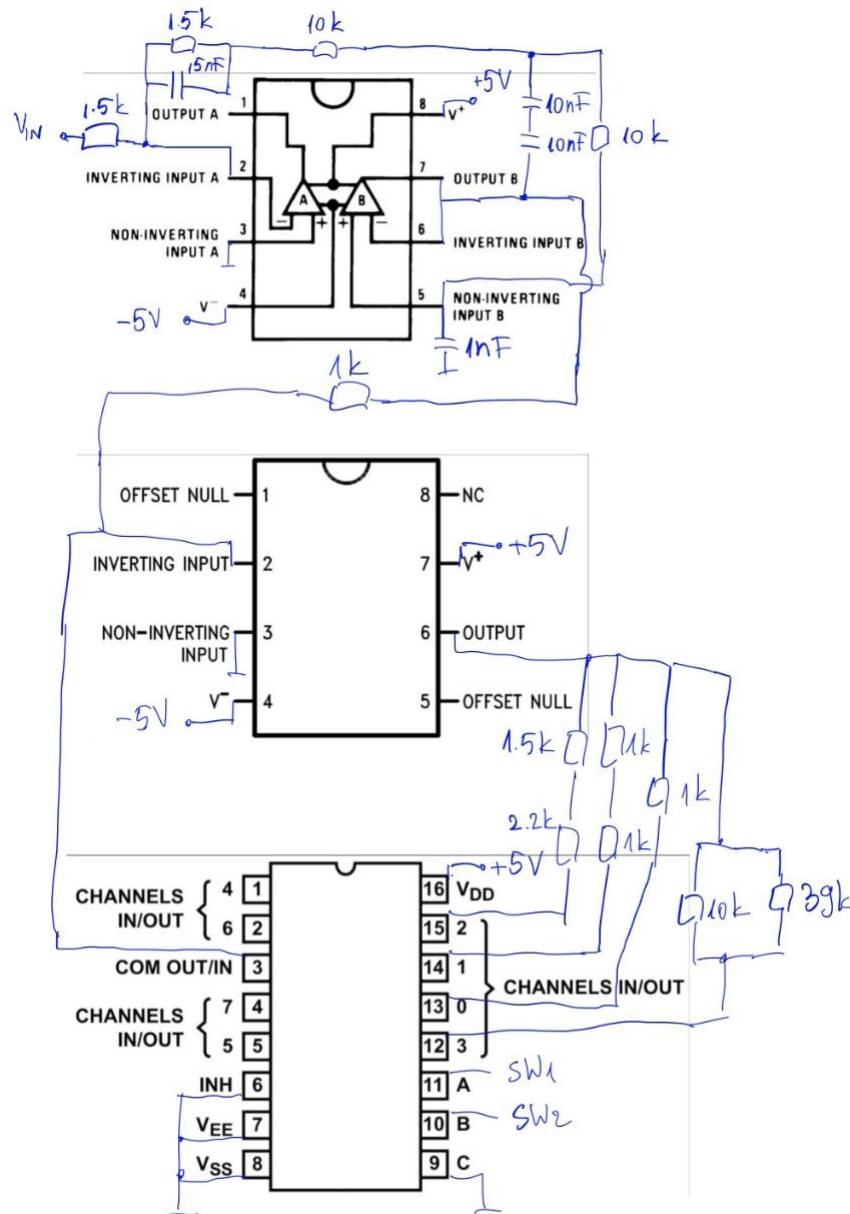 1.5k
10k
15nF
+5V
1.5k
VIN
OUTPUT A
1
8
V+
10nF
10nF
10k
INVERTING INPUT A
2
7
OUTPUT B
A
B
-
+
+
-
NON-INVERTING
INPUT A
3
6
INVERTING INPUT B
-5V
V-
4
5
NON-INVERTING
INPUT B
1nF
1k
OFFSET NULL
1
8
NC
INVERTING INPUT
2
7
V+
+5V
NON-INVERTING
INPUT
3
6
OUTPUT
-5V
V-
4
5
OFFSET NULL
1.5k
1k
1k
2.2k
1k
+5V
10k
39k
CHANNELS
IN/OUT
4
1
16
VDD
6
2
15
2
COM OUT/IN
3
14
1
CHANNELS IN/OUT
CHANNELS
IN/OUT
7
4
13
0
5
5
12
3
INH
6
11
A
SW1
VEE
7
10
B
SW2
VSS
8
9
C